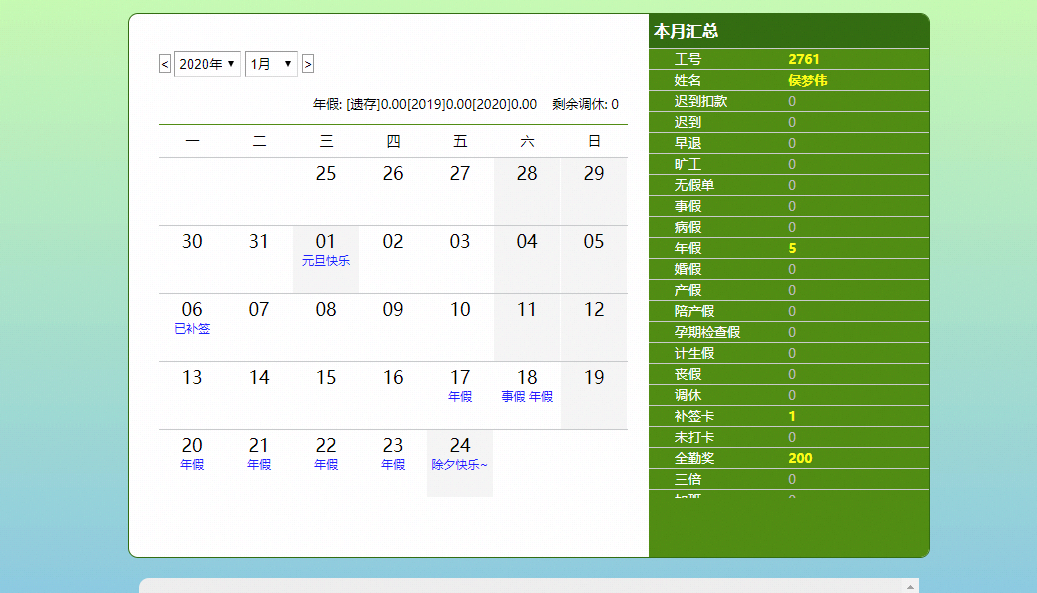 < 2020年 ▼ 1月 ▼ >
年假: [遗存]0.00[2019]0.00[2020]0.00 剩余调休: 0
一 二 三 四 五 六 日
25 26 27 28 29
30 31 01 02 03 04 05
元旦快乐
06 07 08 09 10 11 12
已补签
13 14 15 16 17 18 19
年假 事假 年假
20 21 22 23 24
年假 年假 年假 年假 除夕快乐~
本月汇总
工号 2761
姓名 侯梦伟
迟到扣款 0
迟到 0
早退 0
旷工 0
无假单 0
事假 0
病假 0
年假 5
婚假 0
产假 0
陪产假 0
孕期检查假 0
计生假 0
丧假 0
调休 0
补签卡 1
未打卡 0
全勤奖 200
三倍 0